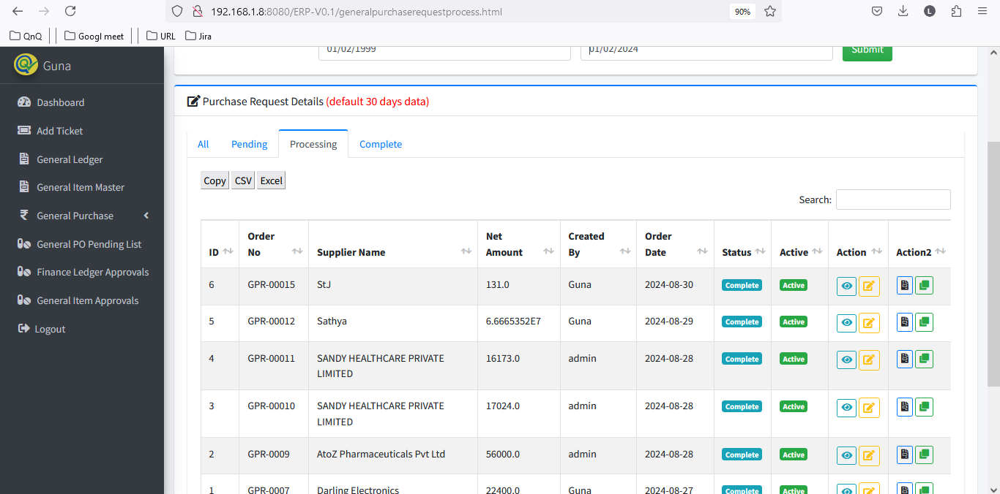 192.168.1.8:8080/ERP-V0.1/generalpurchaserequestprocess.html
90%
L
QnQ
Googl meet
URL
Jira
Guna
Dashboard
Add Ticket
General Ledger
General Item Master
General Purchase
General PO Pending List
Finance Ledger Approvals
General Item Approvals
Logout
01/02/1999 01/02/2024 Submit
Purchase Request Details (default 30 days data)
All Pending Processing Complete
Copy CSV Excel
Search:
ID Order No Supplier Name Net Amount Created By Order Date Status Active Action Action2
6 GPR-00015 StJ 131.0 Guna 2024-08-30 Complete Active
5 GPR-00012 Sathya 6.6665352E7 Guna 2024-08-29 Complete Active
4 GPR-00011 SANDY HEALTHCARE PRIVATE LIMITED 16173.0 admin 2024-08-28 Complete Active
3 GPR-00010 SANDY HEALTHCARE PRIVATE LIMITED 17024.0 admin 2024-08-28 Complete Active
2 GPR-0009 AtoZ Pharmaceuticals Pvt Ltd 56000.0 admin 2024-08-28 Complete Active
1 GPR-0007 Darling Electronics 22400.0 Guna 2024-08-27 Complete Active